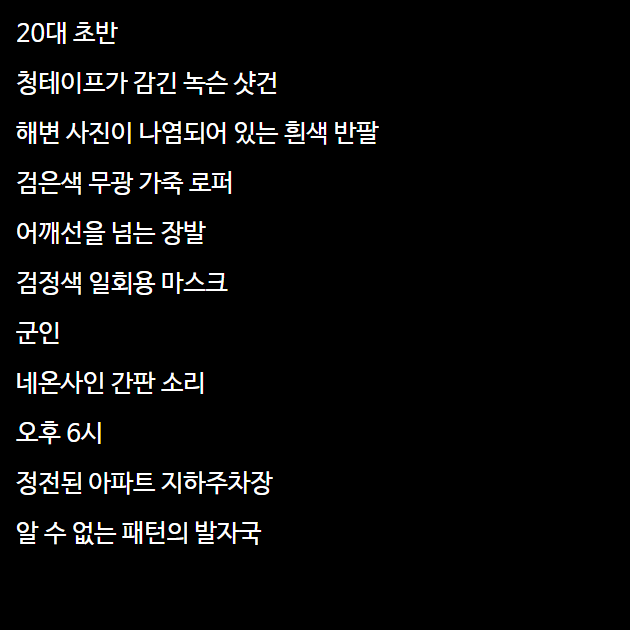 20대 초반
청테이프가 감긴 녹슨 샷건
해변 사진이 나염되어 있는 흰색 반팔
검은색 무광 가죽 로퍼
어깨선을 넘는 장발
검정색 일회용 마스크
군인
네온사인 간판 소리
오후 6시
정전된 아파트 지하주차장
알 수 없는 패턴의 발자국